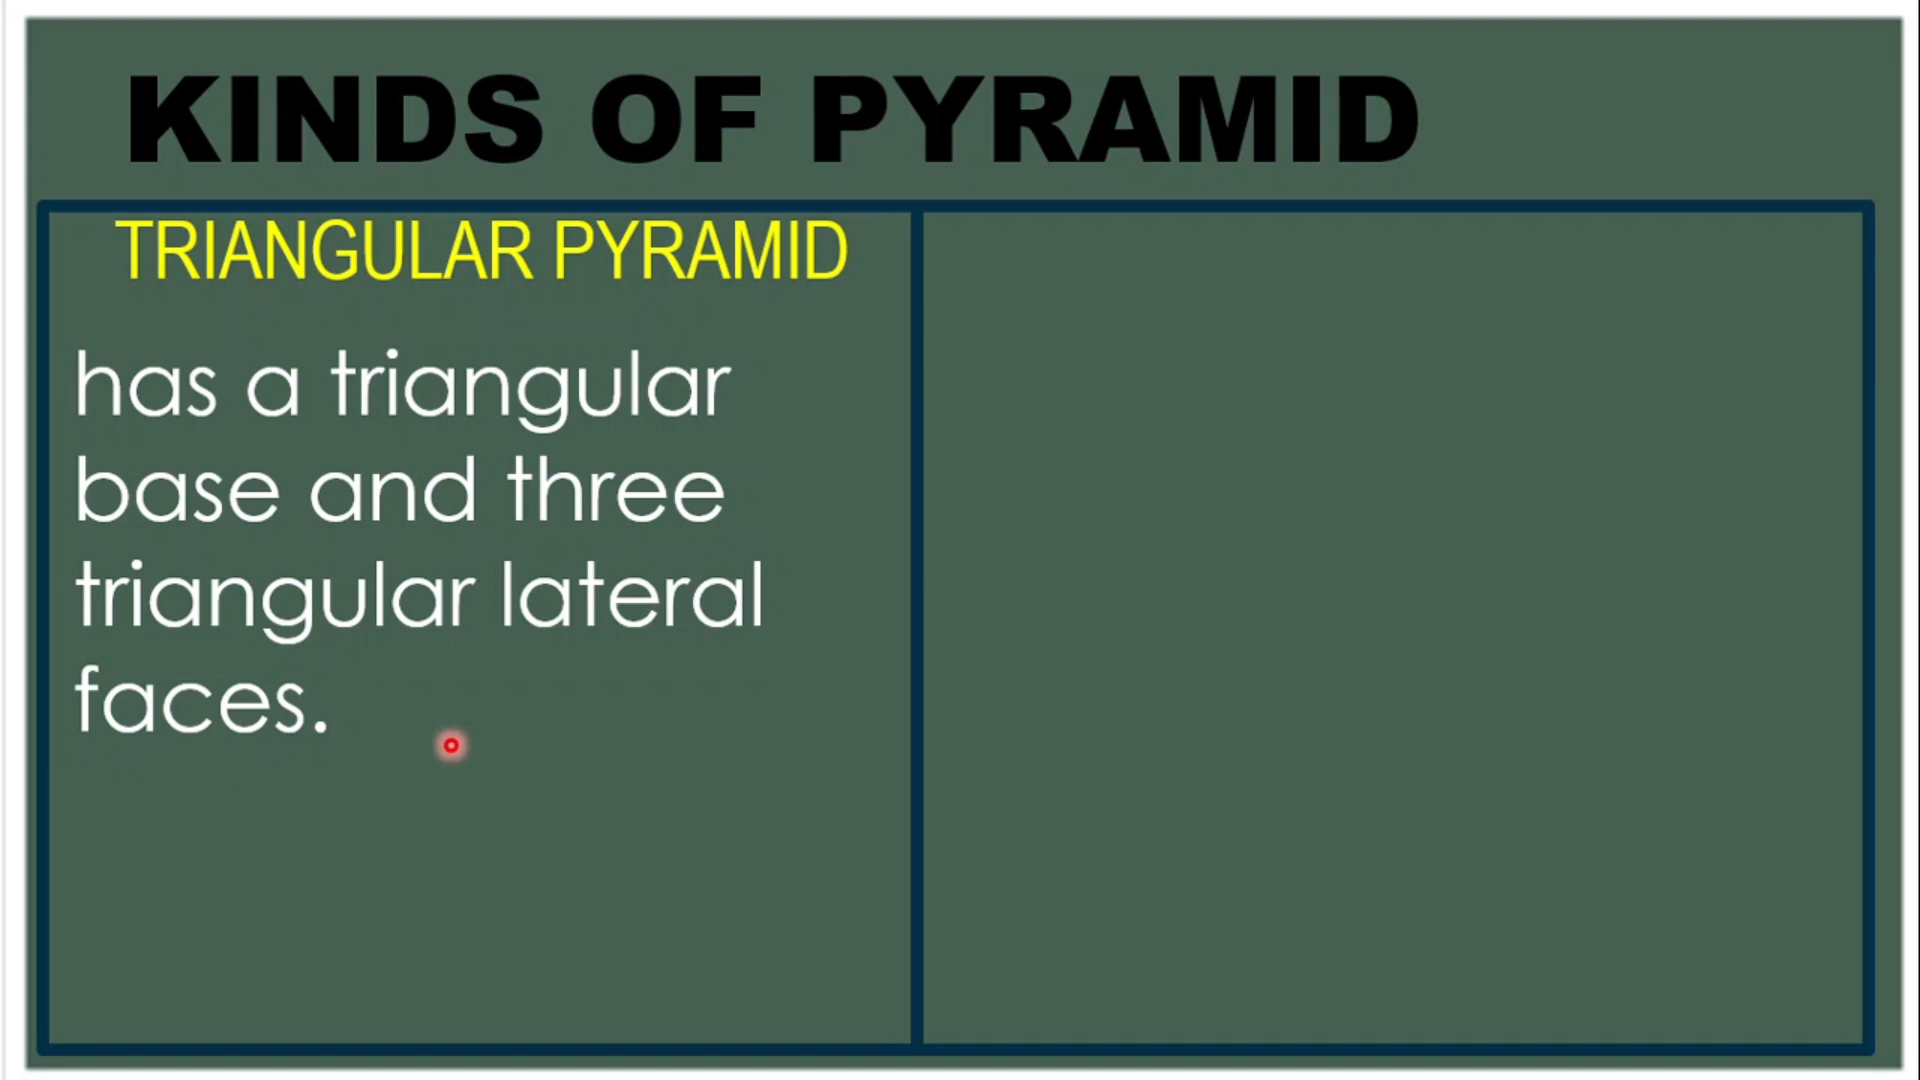 KINDS OF PYRAMID
TRIANGULAR PYRAMID
has a triangular
base and three
triangular lateral
faces.